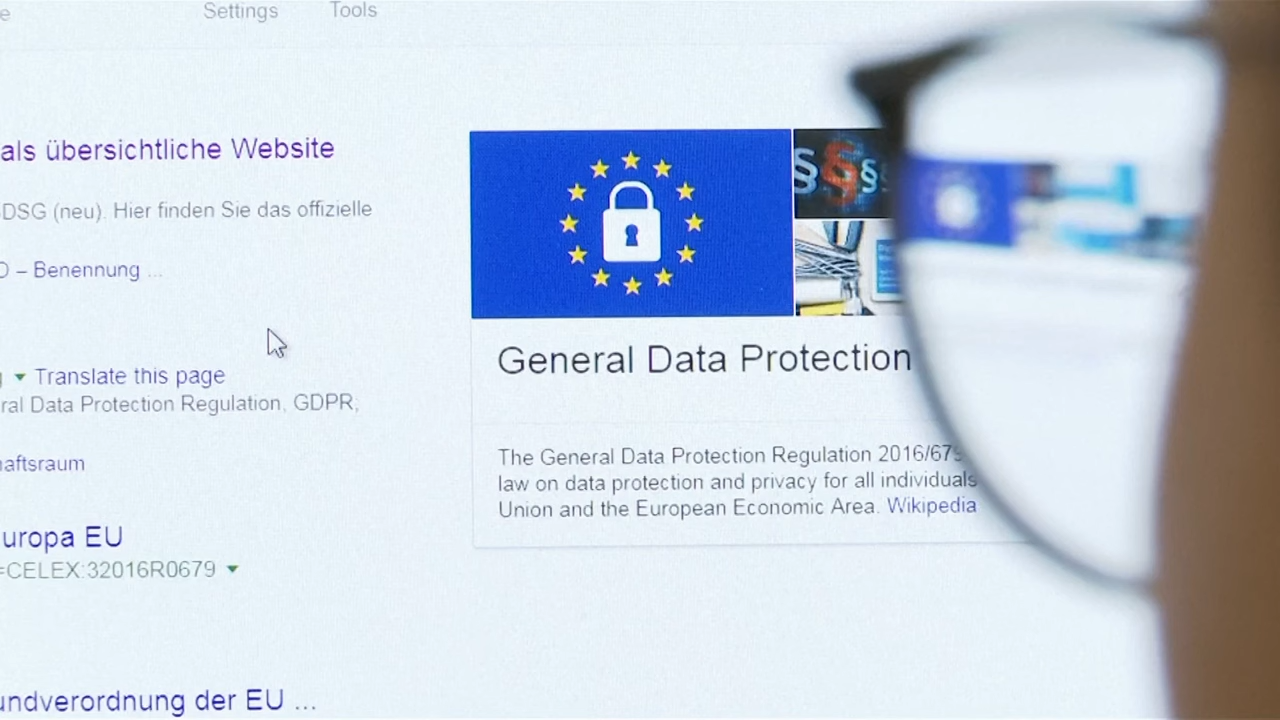 Settings Tools
als übersichtliche Website
DSG (neu). Hier finden Sie das offizielle
– Benennung ...
Translate this page
ral Data Protection Regulation, GDPR;
aftsraum
uropa EU
=CELEX:32016R0679
undverordnung der EU ...
§ § §
General Data Protection
The General Data Protection Regulation 2016/679
law on data protection and privacy for all individuals
Union and the European Economic Area. Wikipedia